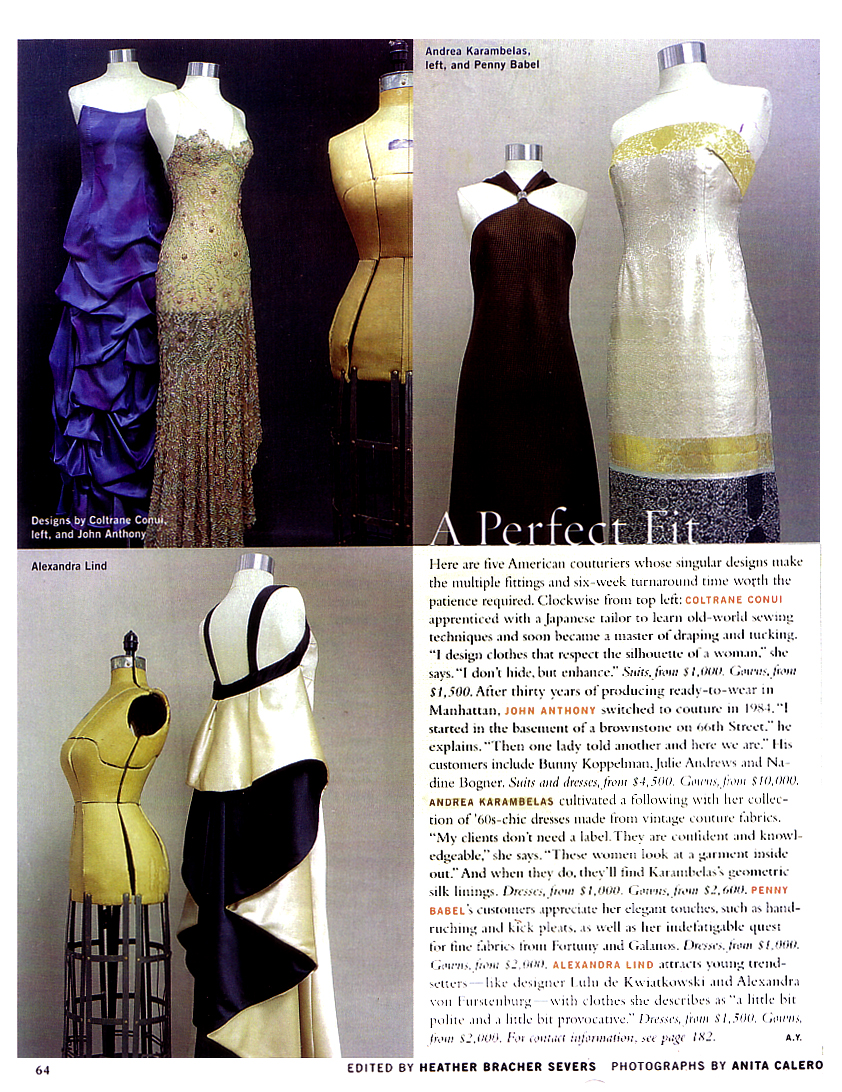 Andrea Karambelas,
left, and Penny Babel
Designs by Coltrane Conui,
left, and John Anthony
A Perfect Fit
Alexandra Lind
Here are five American couturiers whose singular designs make
the multiple fittings and six-week turnaround time worth the
patience required. Clockwise from top left: COLTRANE CONUI
apprenticed with a Japanese tailor to learn old-world sewing
techniques and soon became a master of draping and tucking.
“I design clothes that respect the silhouette of a woman,” she
says. “I don’t hide, but enhance.” Suits, from $1,000. Gowns, from
$1,500. After thirty years of producing ready-to-wear in
Manhattan, JOHN ANTHONY switched to couture in 1984. “I
started in the basement of a brownstone on 66th Street,” he
explains. “Then one lady told another and here we are.” His
customers include Bunny Koppelman, Julie Andrews and Na-
dine Bogner. Suits and dresses, from $4,500. Gowns, from $10,000.
ANDREA KARAMBELAS cultivated a following with her collec-
tion of ’60s-chic dresses made from vintage couture fabrics.
“My clients don’t need a label. They are confident and knowl-
edgeable,” she says. “These women look at a garment inside
out.” And when they do, they’ll find Karambelas’s geometric
silk linings. Dresses, from $1,000. Gowns, from $2,600. PENNY
BABEL’s customers appreciate her elegant touches, such as hand-
ruching and kick pleats, as well as her indefatigable quest
for fine fabrics from Fortuny and Galanos. Dresses, from $1,000.
Gowns, from $2,000. ALEXANDRA LIND attracts young trend-
setters—like designer Lulu de Kwiatkowski and Alexandra
von Furstenburg—with clothes she describes as “a little bit
polite and a little bit provocative.” Dresses, from $1,500. Gowns,
from $2,000. For contact information, see page 182. A.Y.
64
EDITED BY HEATHER BRACHER SEVERS PHOTOGRAPHS BY ANITA CALERO